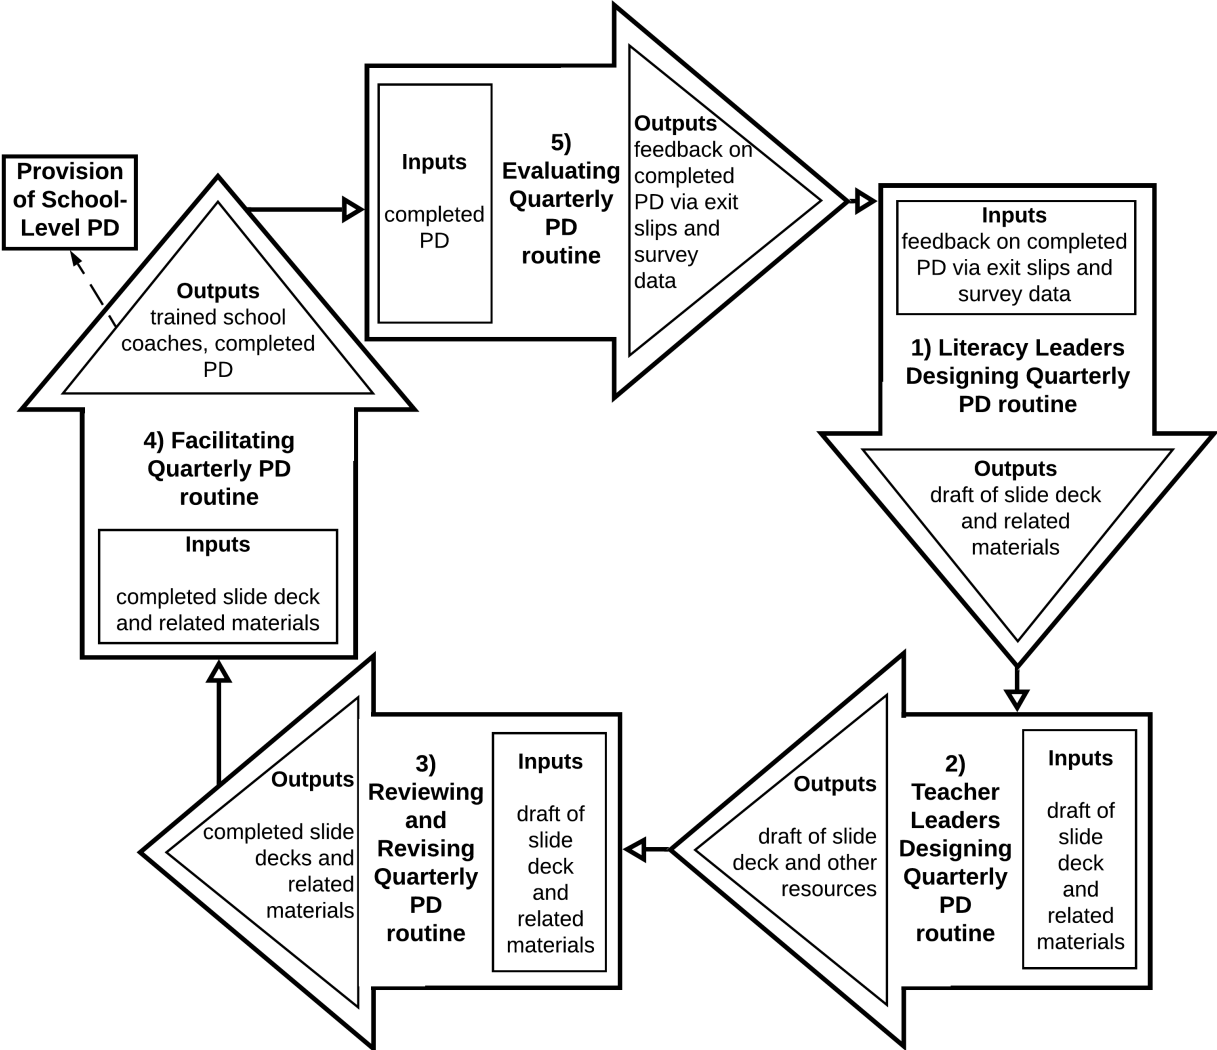 Provision
of School-
Level PD
Outputs
trained school
coaches, completed
PD
4) Facilitating
Quarterly PD
routine
Inputs
completed slide deck
and related materials
Inputs
completed
PD
5)
Evaluating
Quarterly
PD
routine
Outputs
feedback on
completed
PD via exit
slips and
survey
data
Inputs
feedback on completed
PD via exit slips and
survey data
1) Literacy Leaders
Designing Quarterly
PD routine
Outputs
draft of slide deck
and related
materials
Outputs
completed slide
decks and
related
materials
3)
Reviewing
and
Revising
Quarterly
PD
routine
Inputs
draft of
slide
deck
and
related
materials
Outputs
draft of slide
deck and other
resources
2)
Teacher
Leaders
Designing
Quarterly
PD
routine
Inputs
draft of
slide
deck
and
related
materials